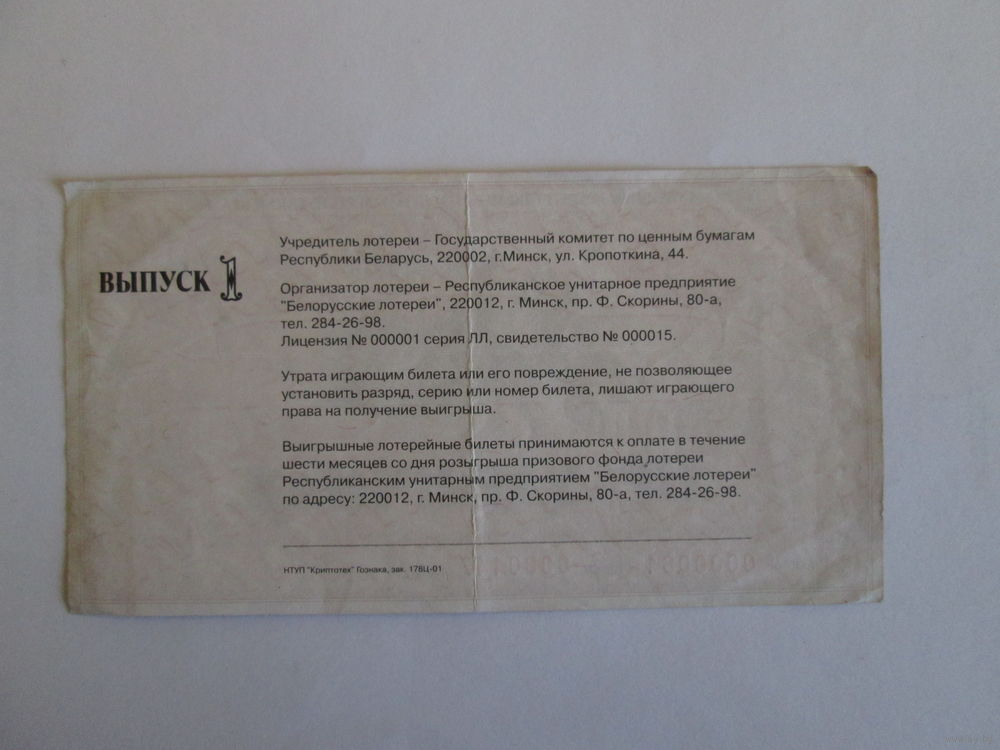 ВЫПУСК 1
Учредитель лотереи – Государственный комитет по ценным бумагам
Республики Беларусь, 220002, г.Минск, ул. Кропоткина, 44.
Организатор лотереи – Республиканское унитарное предприятие
"Белорусские лотереи", 220012, г. Минск, пр. Ф. Скорины, 80-а,
тел. 284-26-98.
Лицензия № 000001 серия ЛЛ, свидетельство № 000015.
Утрата играющим билета или его повреждение, не позволяющее
установить разряд, серию или номер билета, лишают играющего
права на получение выигрыша.
Выигрышные лотерейные билеты принимаются к оплате в течение
шести месяцев со дня розыгрыша призового фонда лотереи
Республиканским унитарным предприятием "Белорусские лотереи"
по адресу: 220012, г. Минск, пр. Ф. Скорины, 80-а, тел. 284-26-98.
НТУП "Криптотех" Гознака, зак. 178Ц-01